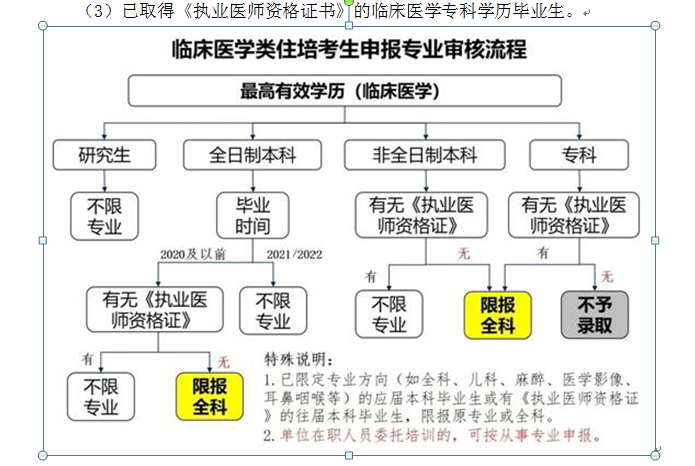 （3）已取得《执业医师资格证书》的临床医学专科学历毕业生。
临床医学类住培考生申报专业审核流程
最高有效学历（临床医学）
研究生
全日制本科
非全日制本科
专科
不限
专业
毕业
时间
有无《执业医
师资格证》
有无《执业医
师资格证》
2020及以前
2021/2022
有
无
有
无
有无《执业医
师资格证》
不限
专业
不限
专业
限报
全科
不予
录取
有
无
不限
专业
限报
全科
特殊说明：
1.已限定专业方向（如全科、儿科、麻醉、医学影像、
耳鼻咽喉等）的应届本科毕业生或有《执业医师资格证
》的往届本科毕业生，限报原专业或全科。
2.单位在职人员委托培训的，可按从事专业申报。